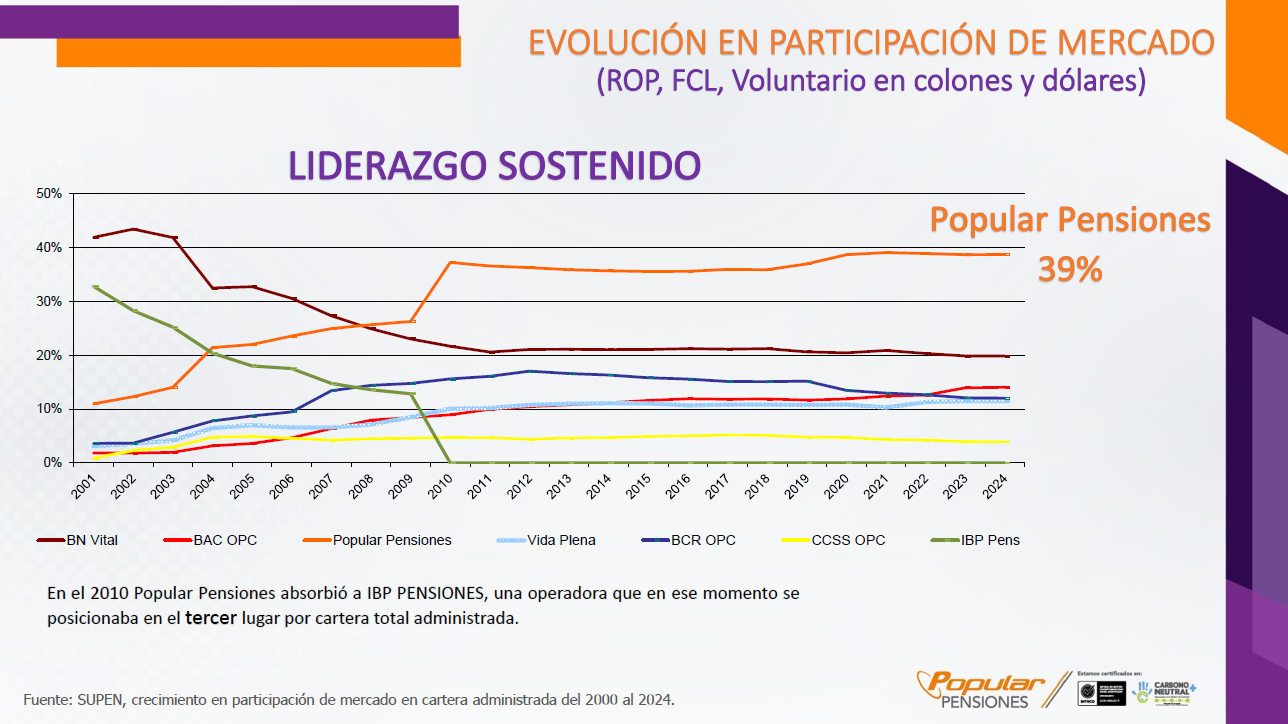 EVOLUCIÓN EN PARTICIPACIÓN DE MERCADO
(ROP, FCL, Voluntario en colones y dólares)
LIDERAZGO SOSTENIDO
Popular Pensiones
39%
50%
40%
30%
20%
10%
0%
2001 2002 2003 2004 2005 2006 2007 2008 2009 2010 2011 2012 2013 2014 2015 2016 2017 2018 2019 2020 2021 2022 2023 2024
BN Vital BAC OPC Popular Pensiones Vida Plena BCR OPC CCSS OPC IBP Pens
En el 2010 Popular Pensiones absorbió a IBP PENSIONES, una operadora que en ese momento se
posicionaba en el tercer lugar por cartera total administrada.
Fuente: SUPEN, crecimiento en participación de mercado en cartera administrada del 2000 al 2024.
Popular
PENSIONES
Estamos certificados en:
CARBONO
NEUTRAL+